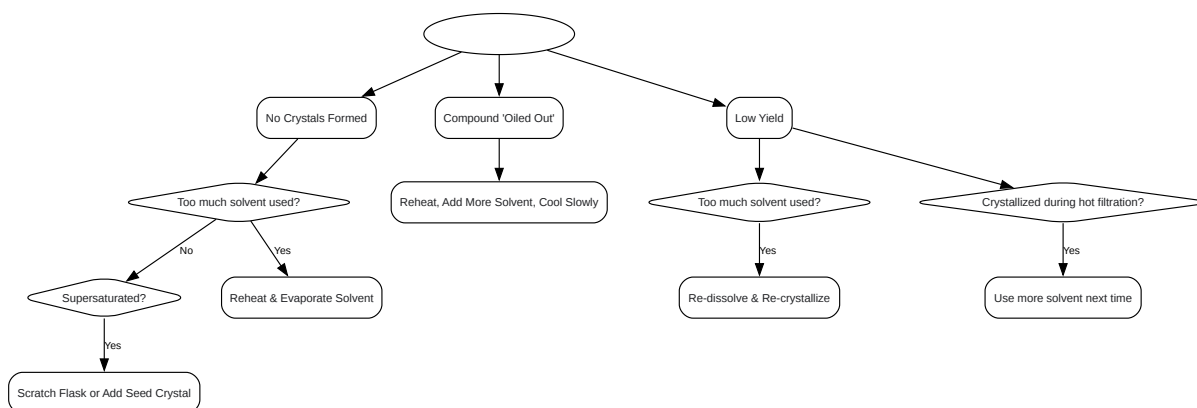 No Crystals Formed
Compound 'Oiled Out'
Low Yield
Too much solvent used?
Reheat, Add More Solvent, Cool Slowly
Too much solvent used?
Crystallized during hot filtration?
No
Yes
Yes
Yes
Supersaturated?
Reheat & Evaporate Solvent
Re-dissolve & Re-crystallize
Use more solvent next time
Yes
Scratch Flask or Add Seed Crystal